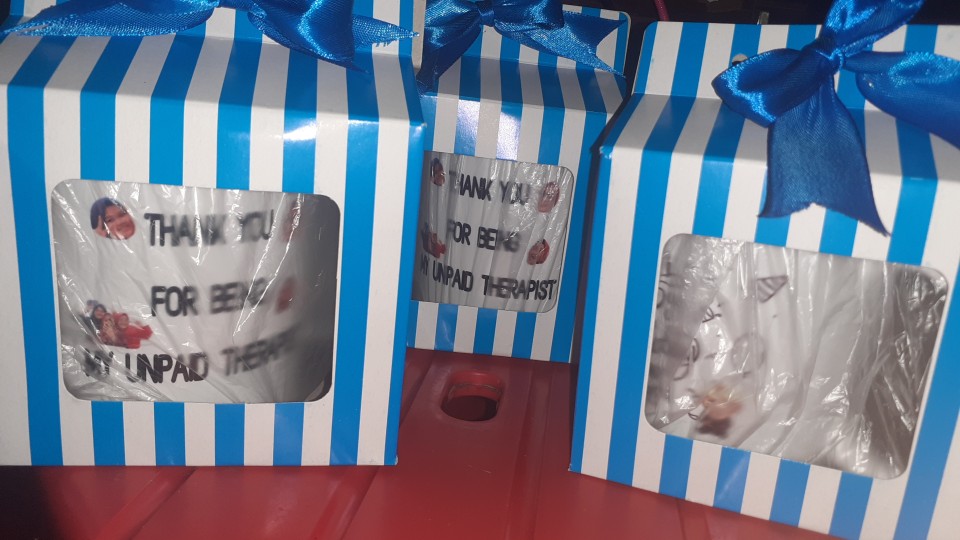 THANK YOU
FOR BEING
MY UNPAID THERAPIST
THANK YOU
FOR BEING
MY UNPAID THERAPIST